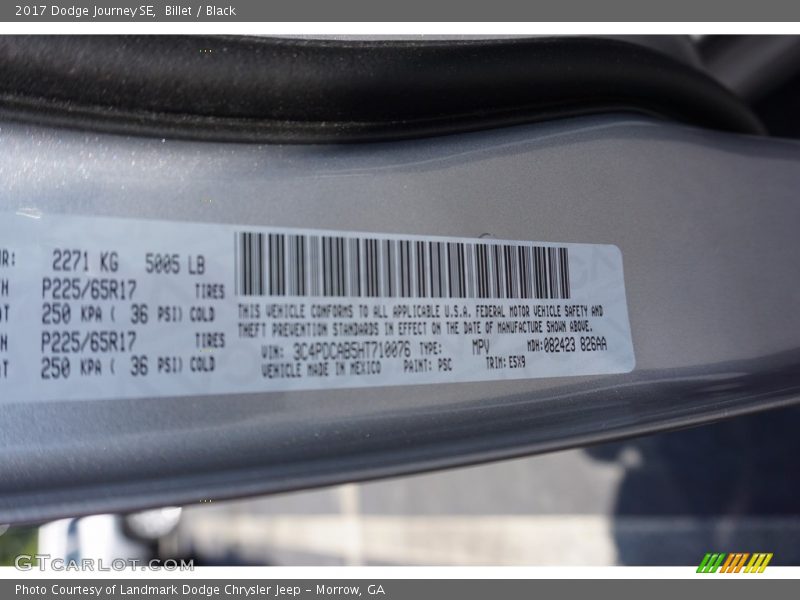 2017 Dodge Journey SE, Billet / Black
2271 KG 5005 LB
P225/65R17 TIRES
250 KPA ( 36 PSI) COLD
P225/65R17 TIRES
250 KPA ( 36 PSI) COLD
THIS VEHICLE CONFORMS TO ALL APPLICABLE U.S.A. FEDERAL MOTOR VEHICLE SAFETY AND
THEFT PREVENTION STANDARDS IN EFFECT ON THE DATE OF MANUFACTURE SHOWN ABOVE.
VIN: 3C4PDCAB5HT710076 TYPE: MPV MDH:082423 826AA
VEHICLE MADE IN MEXICO PAINT: PSC TRIM: ESX9
GTCARLOT.COM
Photo Courtesy of Landmark Dodge Chrysler Jeep - Morrow, GA